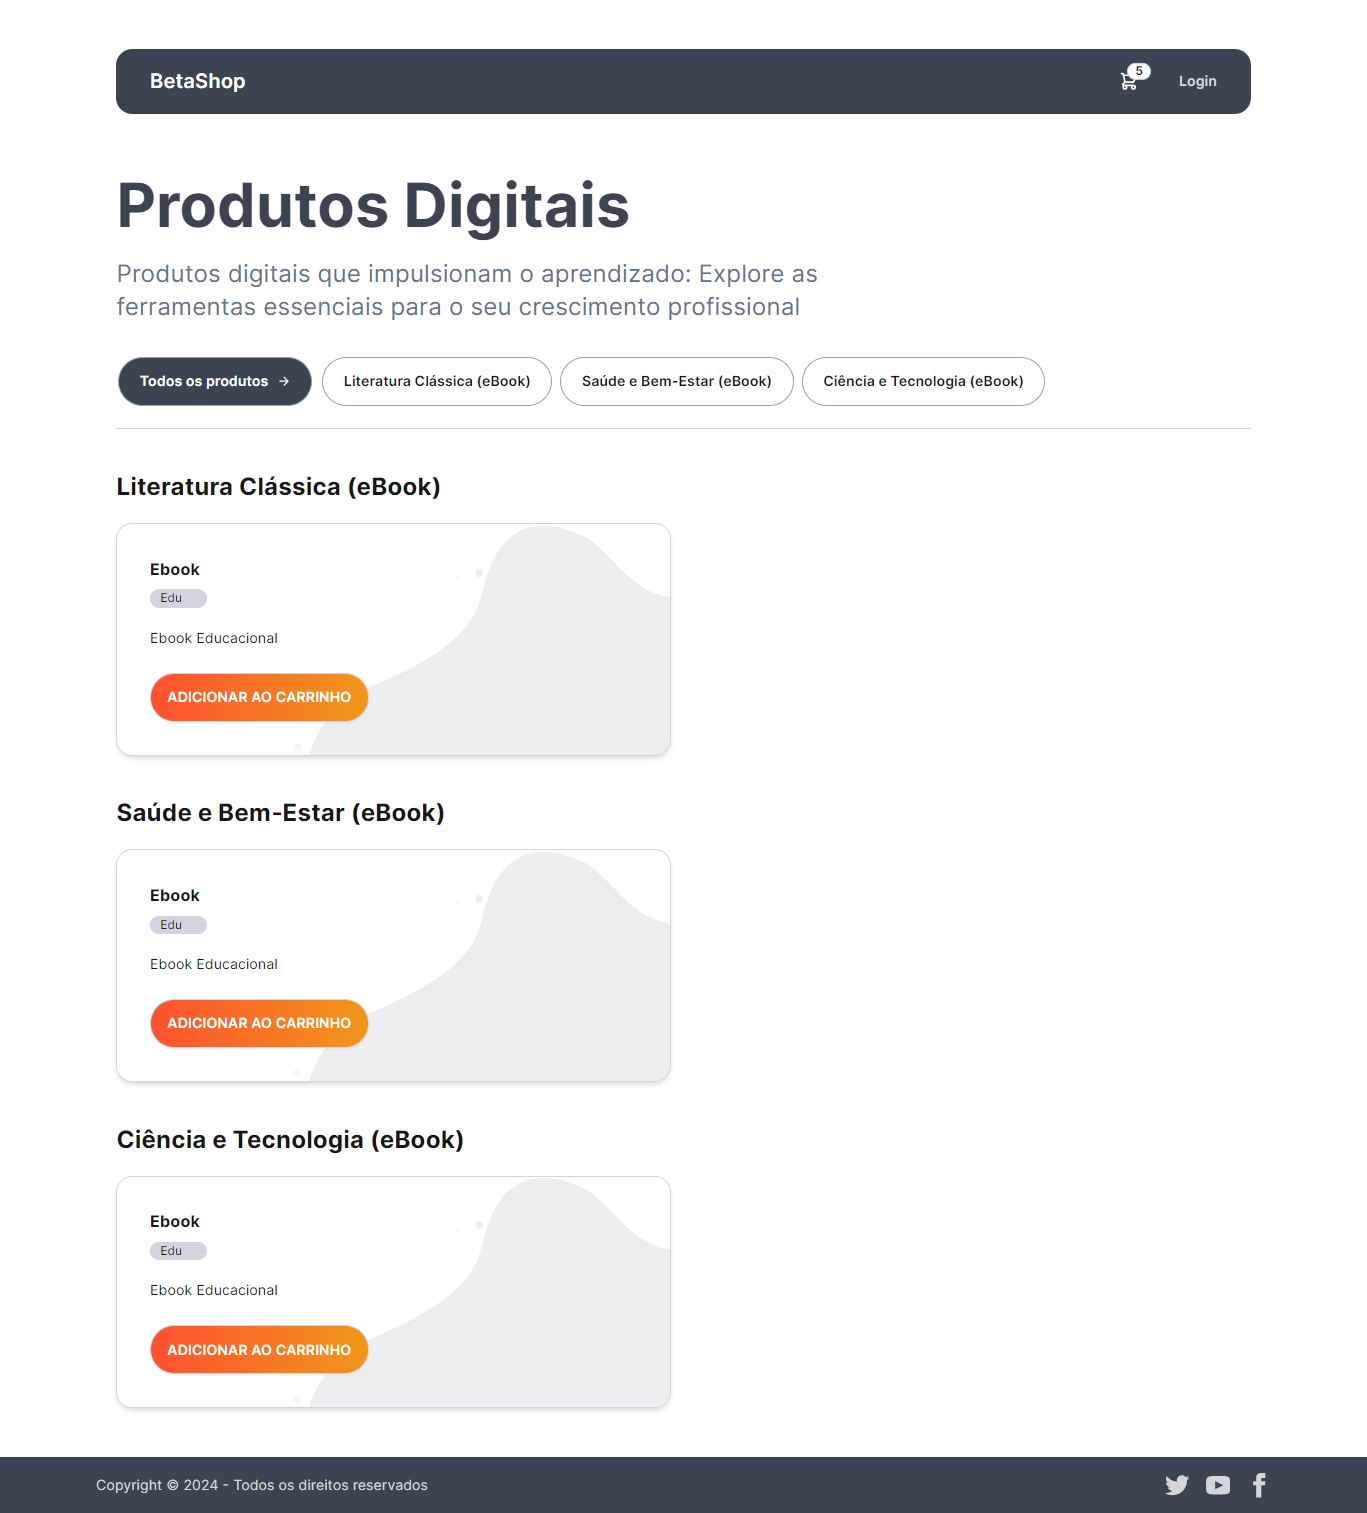 BetaShop
5
Login
Produtos Digitais
Produtos digitais que impulsionam o aprendizado: Explore as
ferramentas essenciais para o seu crescimento profissional
Todos os produtos → Literatura Clássica (eBook) Saúde e Bem-Estar (eBook) Ciência e Tecnologia (eBook)
Literatura Clássica (eBook)
Ebook
Edu
Ebook Educacional
ADICIONAR AO CARRINHO
Saúde e Bem-Estar (eBook)
Ebook
Edu
Ebook Educacional
ADICIONAR AO CARRINHO
Ciência e Tecnologia (eBook)
Ebook
Edu
Ebook Educacional
ADICIONAR AO CARRINHO
Copyright © 2024 - Todos os direitos reservados